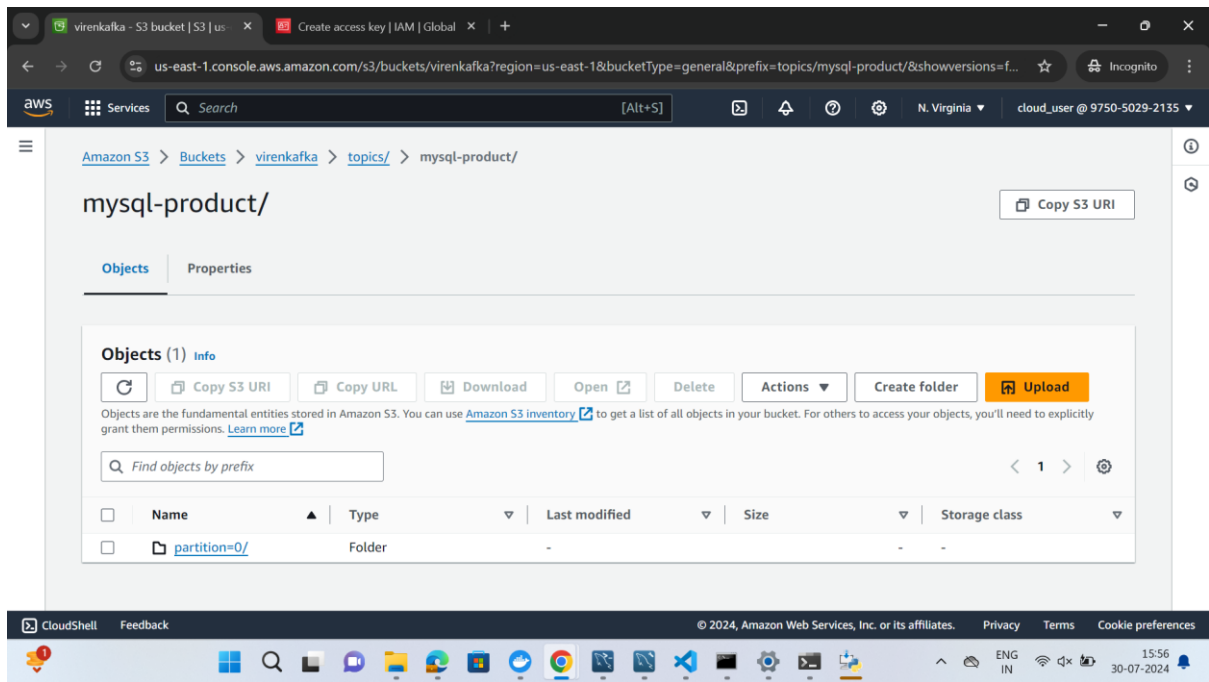 virenkafka - S3 bucket | S3 | us-
Create access key | IAM | Global
us-east-1.console.aws.amazon.com/s3/buckets/virenkafka?region=us-east-1&bucketType=general&prefix=topics/mysql-product/&showversions=f...
Incognito
aws
Services
Search
[Alt+S]
N. Virginia
cloud_user @ 9750-5029-2135
Amazon S3 > Buckets > virenkafka > topics/ > mysql-product/
mysql-product/
Copy S3 URI
Objects
Properties
Objects (1) Info
Copy S3 URI
Copy URL
Download
Open
Delete
Actions
Create folder
Upload
Objects are the fundamental entities stored in Amazon S3. You can use Amazon S3 inventory to get a list of all objects in your bucket. For others to access your objects, you'll need to explicitly
grant them permissions. Learn more
Find objects by prefix
1
Name Type Last modified Size Storage class
partition=0/ Folder - - -
CloudShell Feedback © 2024, Amazon Web Services, Inc. or its affiliates. Privacy Terms Cookie preferences
1
ENG
IN
15:56
30-07-2024